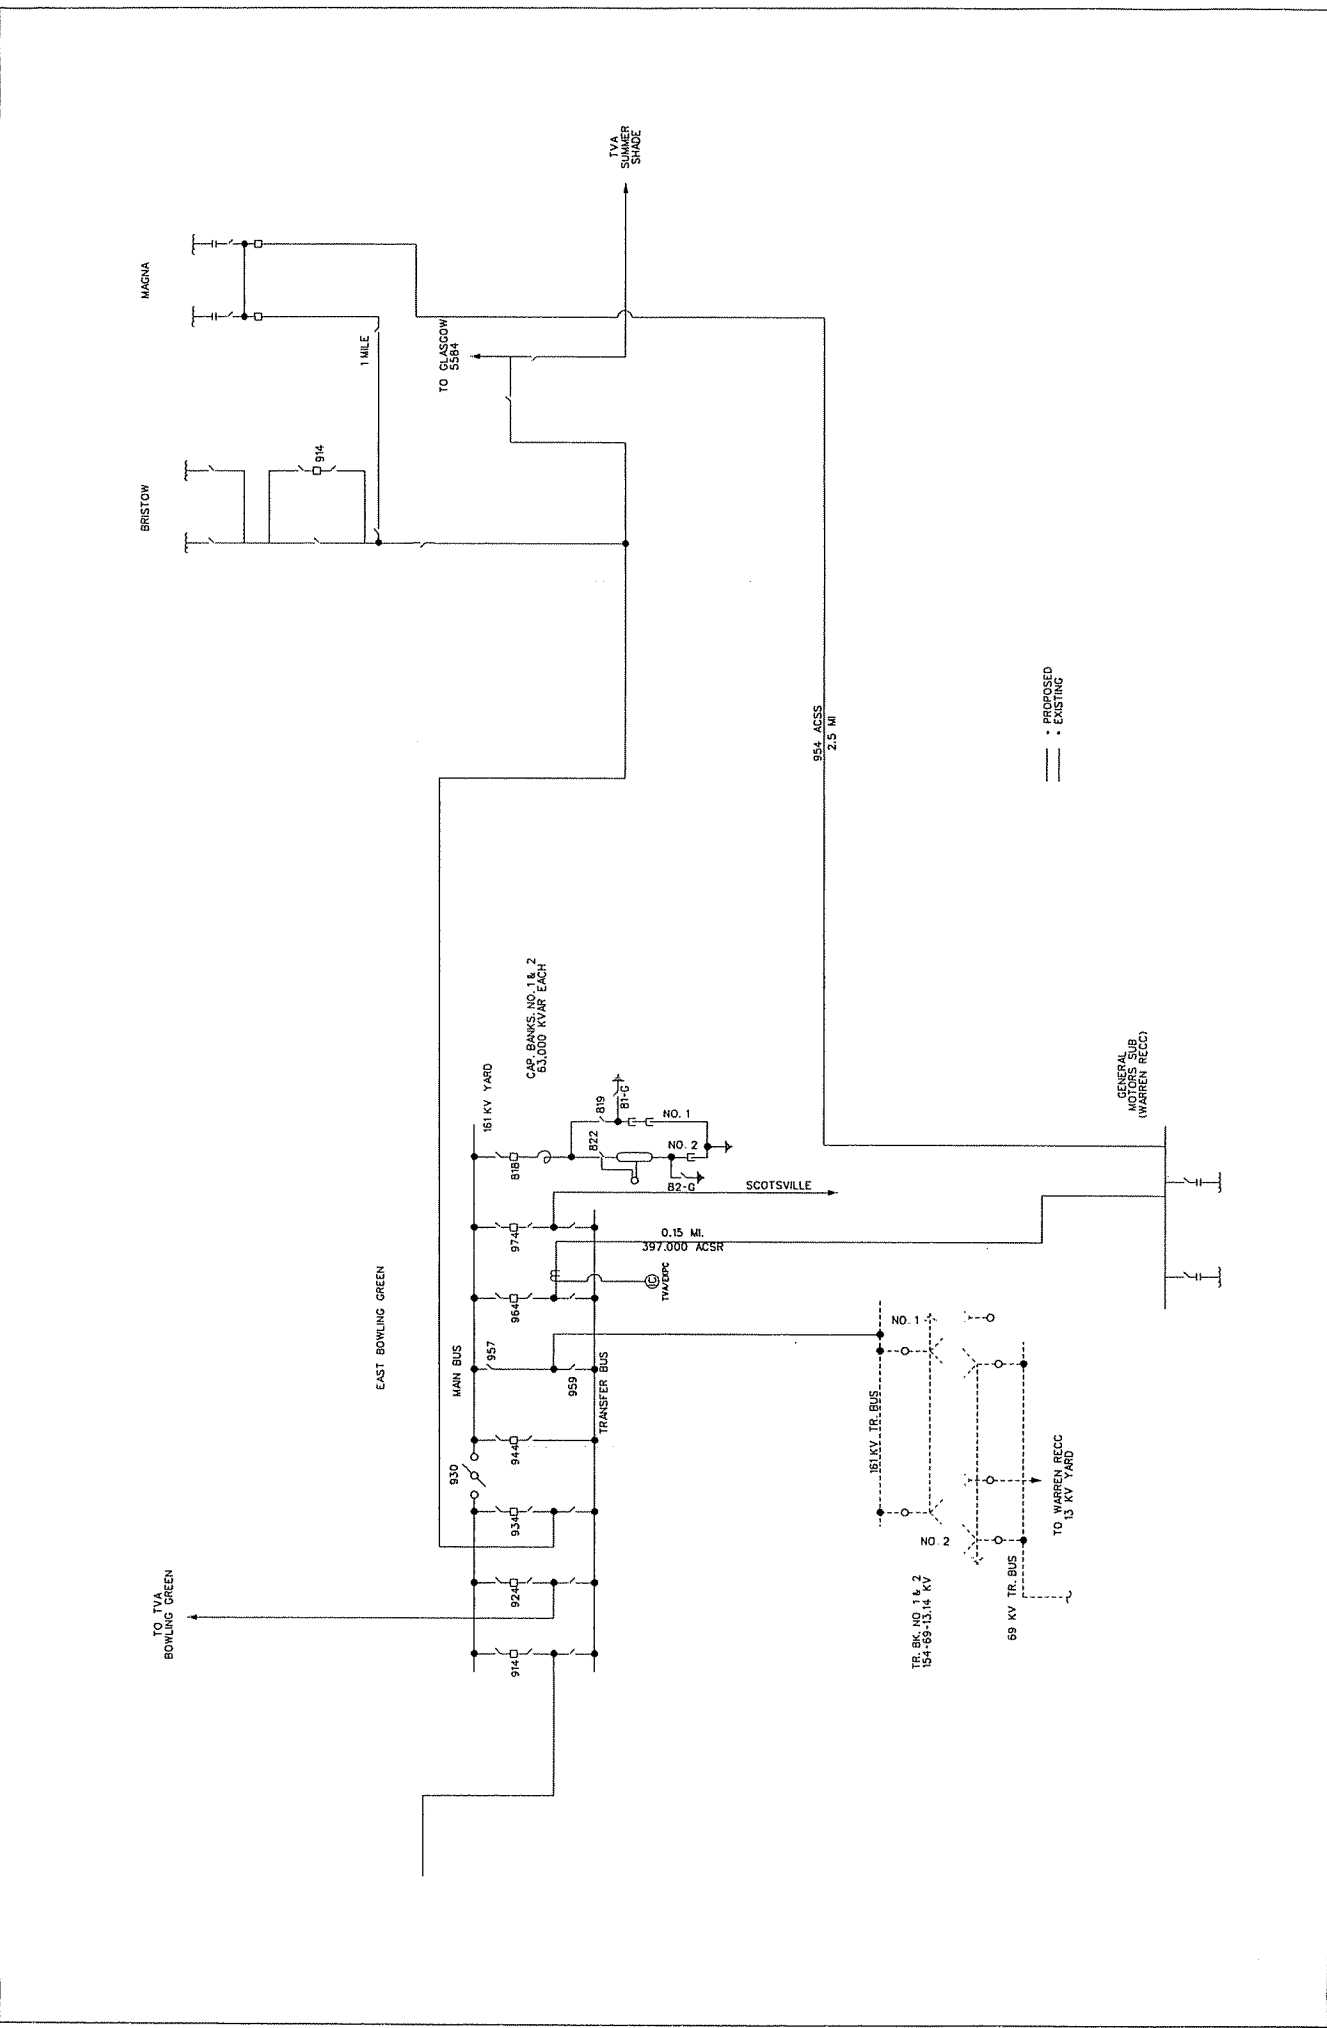 TO TVA
BOWLING GREEN
EAST BOWLING GREEN
BRISTOW
MAGNA
914
1 MILE
TO GLASGOW
5584
TVA
SUMMER
SHADE
161 KV YARD
CAP. BANKS. NO. 1 & 2
63,000 KVAR EACH
MAIN BUS
930
957
914
924
934
944
964
974
818
822
819
81-G
NO. 1
NO. 2
82-G
959
TRANSFER BUS
TVA/EKPC
0.15 MI.
397.000 ACSR
SCOTSVILLE
954 ACSS
2.5 MI
161 KV TR. BUS
NO. 1
NO. 2
TR. BK. NO 1 & 2
154-69-13.14 KV
69 KV TR. BUS
TO WARREN RECC
13 KV YARD
GENERAL
MOTORS SUB
(WARREN RECC)
= PROPOSED
= EXISTING